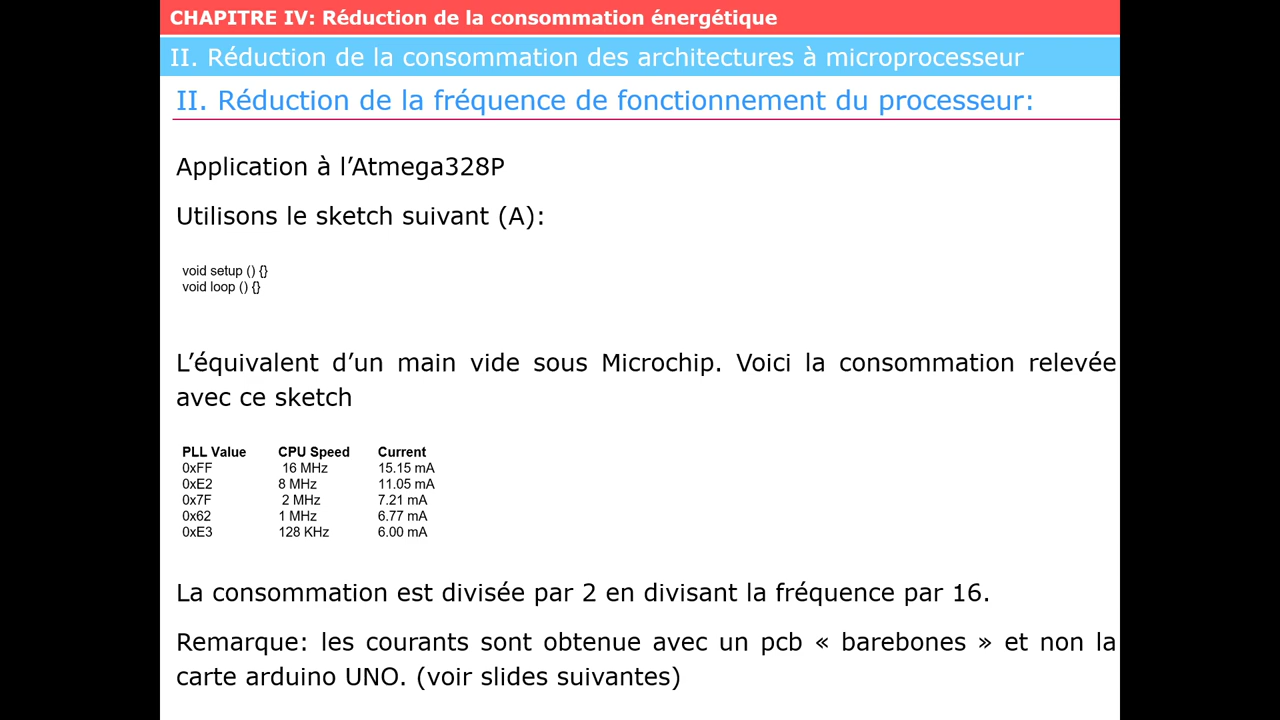 CHAPITRE IV: Réduction de la consommation énergétique
II. Réduction de la consommation des architectures à microprocesseur
II. Réduction de la fréquence de fonctionnement du processeur:
Application à l’Atmega328P
Utilisons le sketch suivant (A):
void setup () {}
void loop () {}
L’équivalent d’un main vide sous Microchip. Voici la consommation relevée
avec ce sketch
PLL Value CPU Speed Current
0xFF 16 MHz 15.15 mA
0xE2 8 MHz 11.05 mA
0x7F 2 MHz 7.21 mA
0x62 1 MHz 6.77 mA
0xE3 128 KHz 6.00 mA
La consommation est divisée par 2 en divisant la fréquence par 16.
Remarque: les courants sont obtenue avec un pcb « barebones » et non la
carte arduino UNO. (voir slides suivantes)